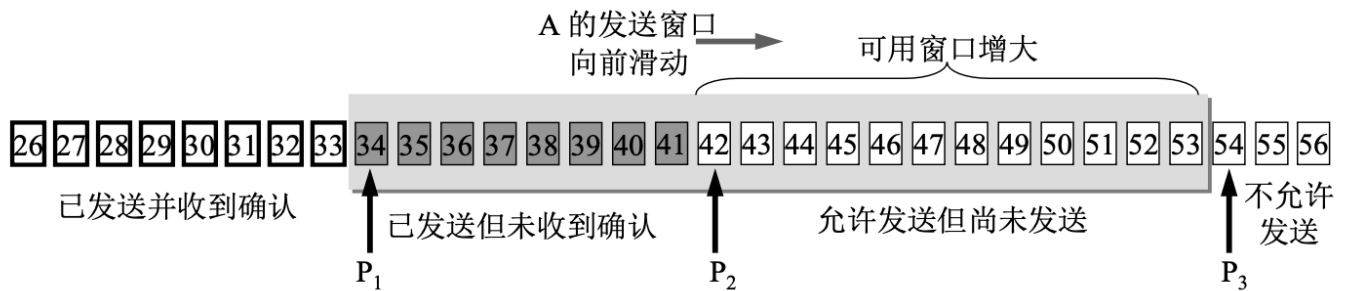 A 的发送窗口
向前滑动
可用窗口增大
26 27 28 29 30 31 32 33 34 35 36 37 38 39 40 41 42 43 44 45 46 47 48 49 50 51 52 53 54 55 56
已发送并收到确认
已发送但未收到确认
允许发送但尚未发送
不允许
发送
P₁
P₂
P₃